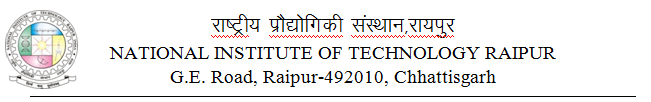 राष्ट्रीय प्रौद्योगिकी संस्थान,रायपुर
NATIONAL INSTITUTE OF TECHNOLOGY RAIPUR
G.E. Road, Raipur-492010, Chhattisgarh